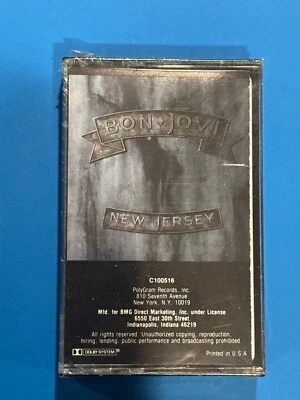 BON♥JOVI
NEW JERSEY
C100516
PolyGram Records, Inc.
810 Seventh Avenue
New York, N.Y. 10019
Mfd. for BMG Direct Marketing, Inc. under License
6550 East 30th Street
Indianapolis, Indiana 46219
All rights reserved. Unauthorized copying, reproduction,
hiring, lending, public performance and broadcasting prohibited.
DOLBY SYSTEM
Printed in U S A